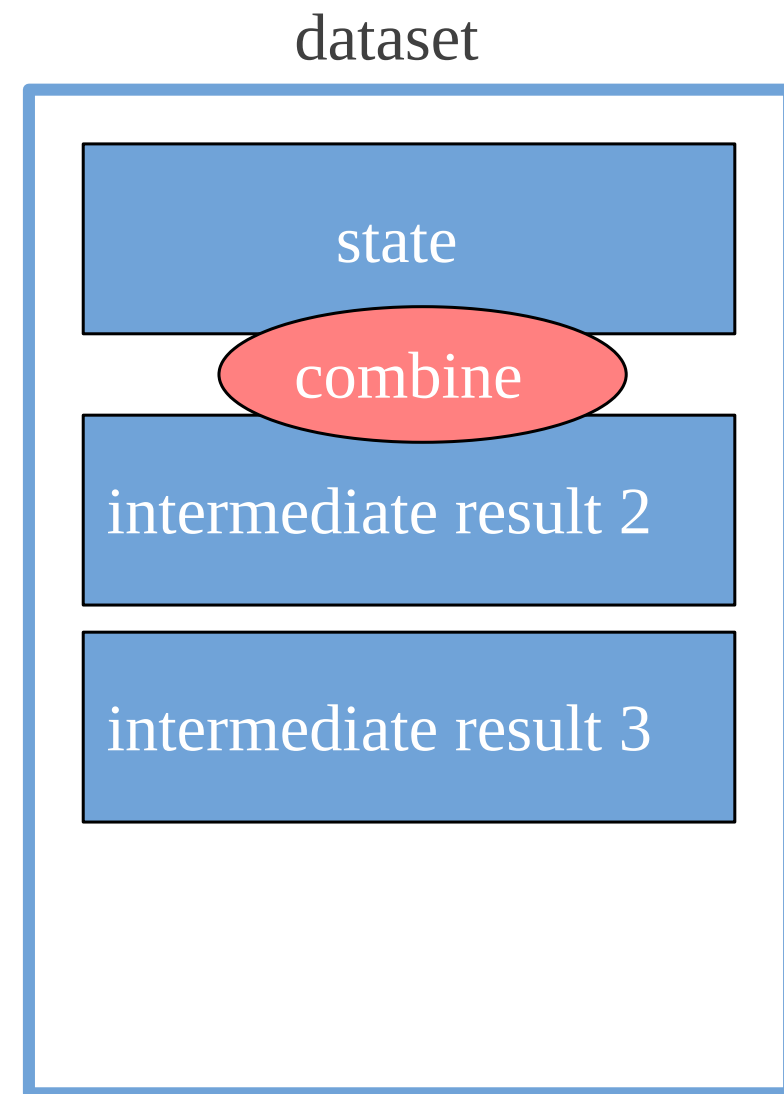 dataset
state
combine
intermediate result 2
intermediate result 3